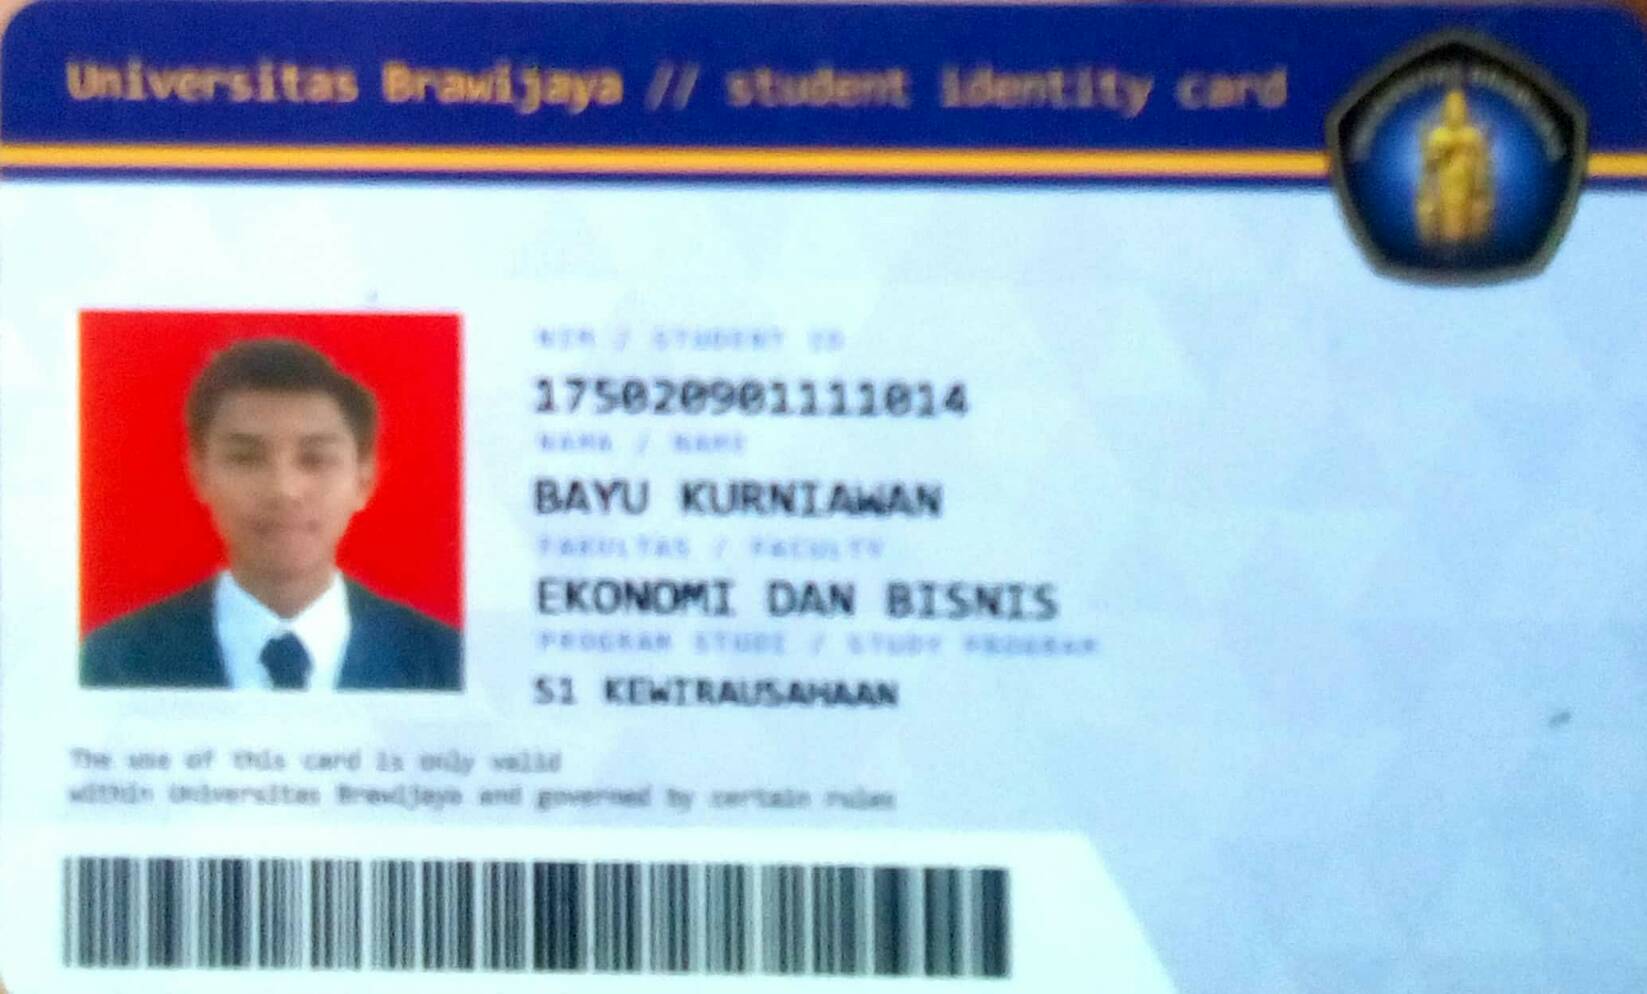 Universitas Brawijaya // student identity card
NIM / STUDENT ID
175020901111014
NAMA / NAME
BAYU KURNIAWAN
FAKULTAS / FACULTY
EKONOMI DAN BISNIS
PROGRAM STUDI / STUDY PROGRAM
S1 KEWIRAUSAHAAN
The use of this card is only valid
within Universitas Brawijaya and governed by certain rules